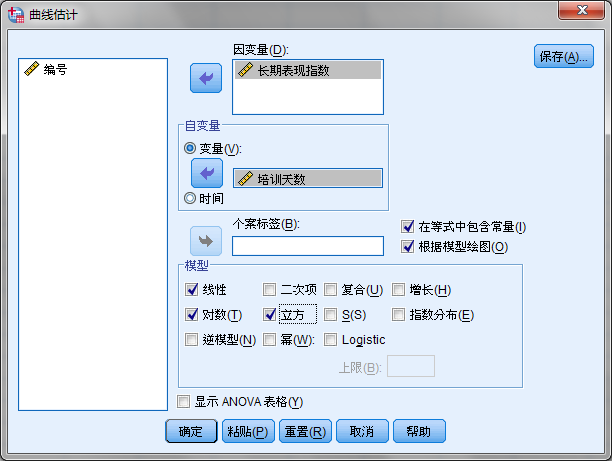 曲线估计
编号
因变量(D):
长期表现指数
保存(A)...
自变量
变量(V):
培训天数
时间
个案标签(B):
在等式中包含常量(I)
根据模型绘图(O)
模型
线性 二次项 复合(U) 增长(H)
对数(T) 立方 S(S) 指数分布(E)
逆模型(N) 幂(W): Logistic
上限(B):
显示 ANOVA 表格(Y)
确定 粘贴(P) 重置(R) 取消 帮助